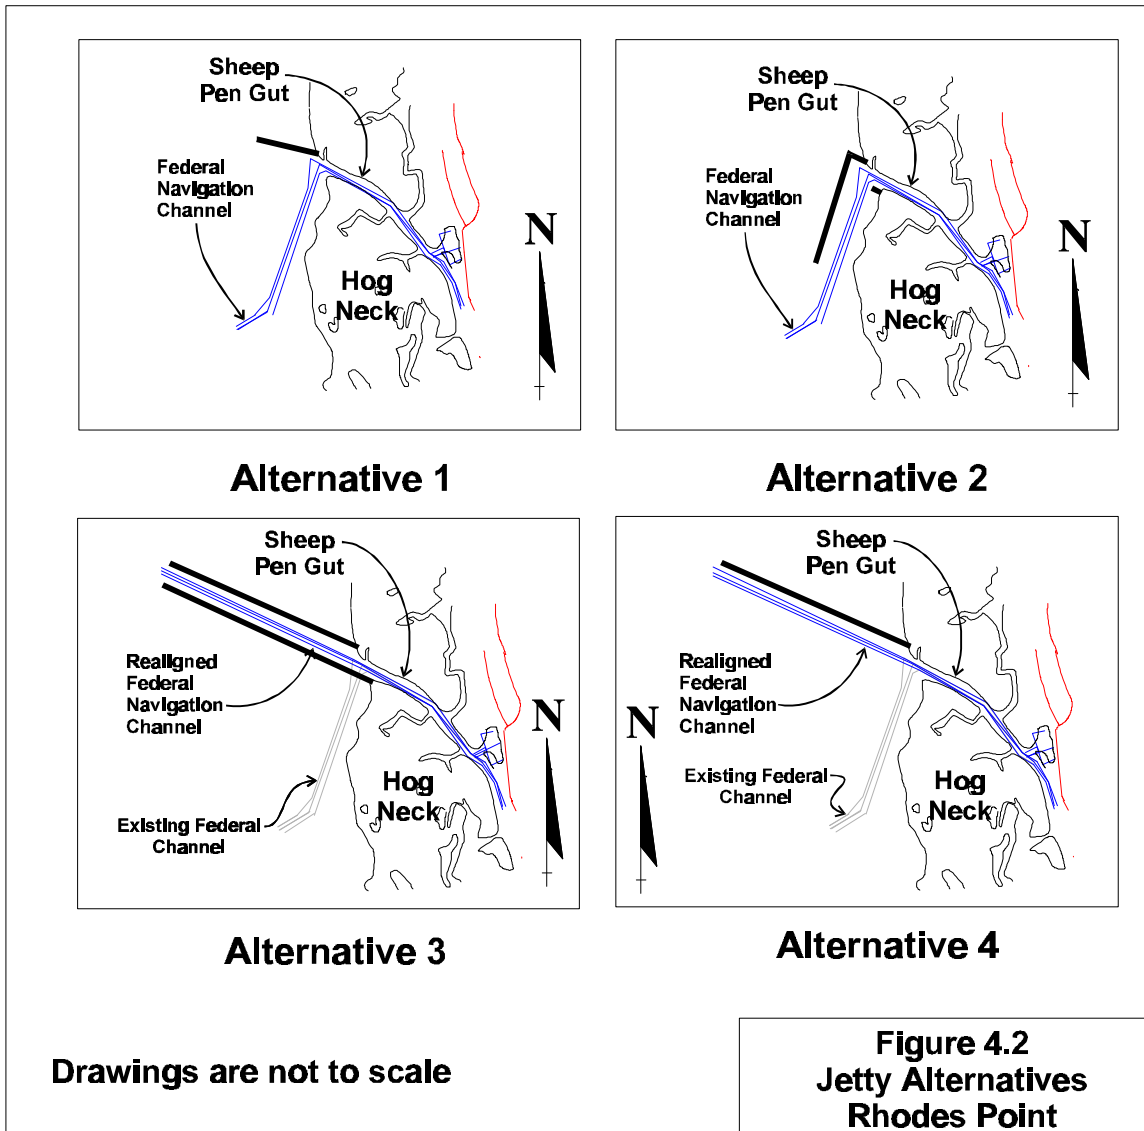 Sheep
Pen Gut
Federal
Navigation
Channel
N
Hog
Neck
Alternative 1
Sheep
Pen Gut
Federal
Navigation
Channel
N
Hog
Neck
Alternative 2
Sheep
Pen Gut
Realigned
Federal
Navigation
Channel
N
Hog
Neck
Existing Federal
Channel
Alternative 3
Sheep
Pen Gut
Realigned
Federal
Navigation
Channel
N
Existing Federal
Channel
Hog
Neck
Alternative 4
Drawings are not to scale
Figure 4.2
Jetty Alternatives
Rhodes Point